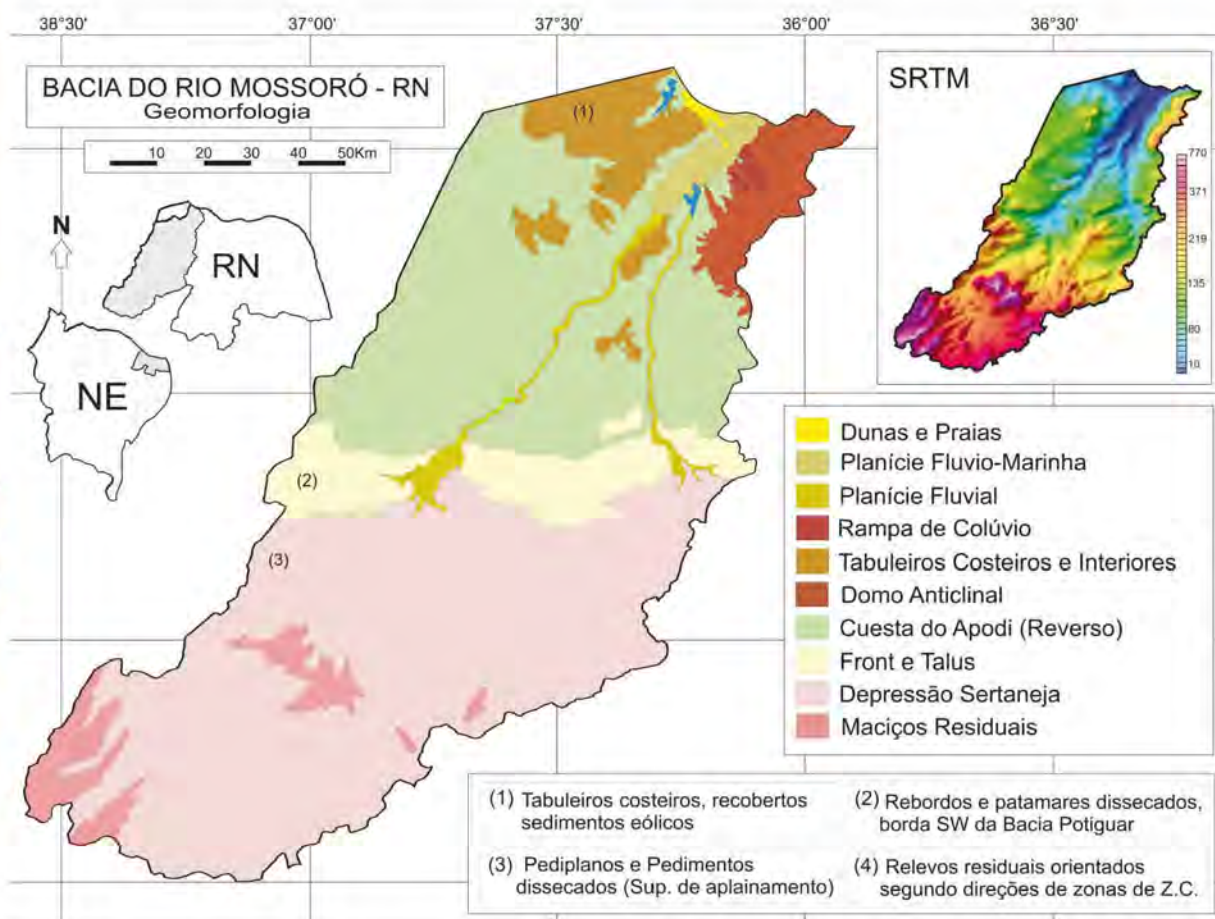 38°30' 37°00' 37°30' 36°00' 36°30'
BACIA DO RIO MOSSORÓ - RN
Geomorfologia
10 20 30 40 50Km
N
RN
NE
(1)
(2)
(3)
SRTM
770
371
219
135
80
10
Dunas e Praias
Planície Fluvio-Marinha
Planície Fluvial
Rampa de Colúvio
Tabuleiros Costeiros e Interiores
Domo Anticlinal
Cuesta do Apodi (Reverso)
Front e Talus
Depressão Sertaneja
Maciços Residuais
(1) Tabuleiros costeiros, recobertos
sedimentos eólicos
(2) Rebordos e patamares dissecados,
borda SW da Bacia Potiguar
(3) Pediplanos e Pedimentos
dissecados (Sup. de aplainamento)
(4) Relevos residuais orientados
segundo direções de zonas de Z.C.